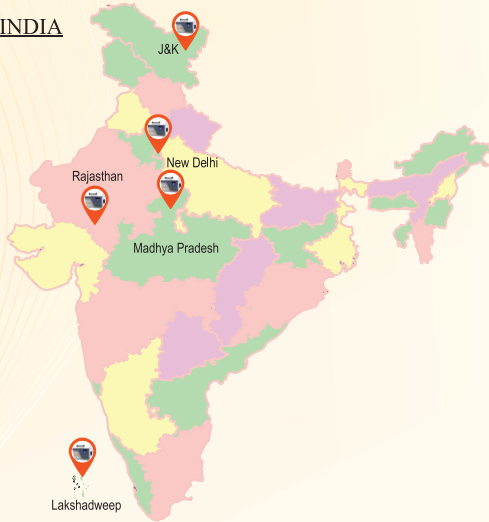 INDIA
J&K
New Delhi
Rajasthan
Madhya Pradesh
Lakshadweep